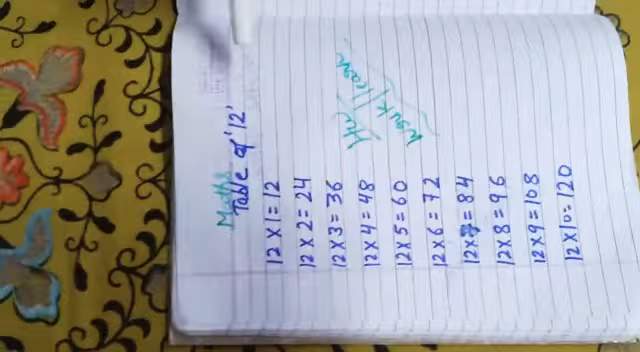 Maths
Table of '12'
12 x 1 = 12
12 x 2 = 24
12 x 3 = 36
12 x 4 = 48
12 x 5 = 60
12 x 6 = 72
12 x 7 = 84
12 x 8 = 96
12 x 9 = 108
12 x 10 = 120
H.W
learn